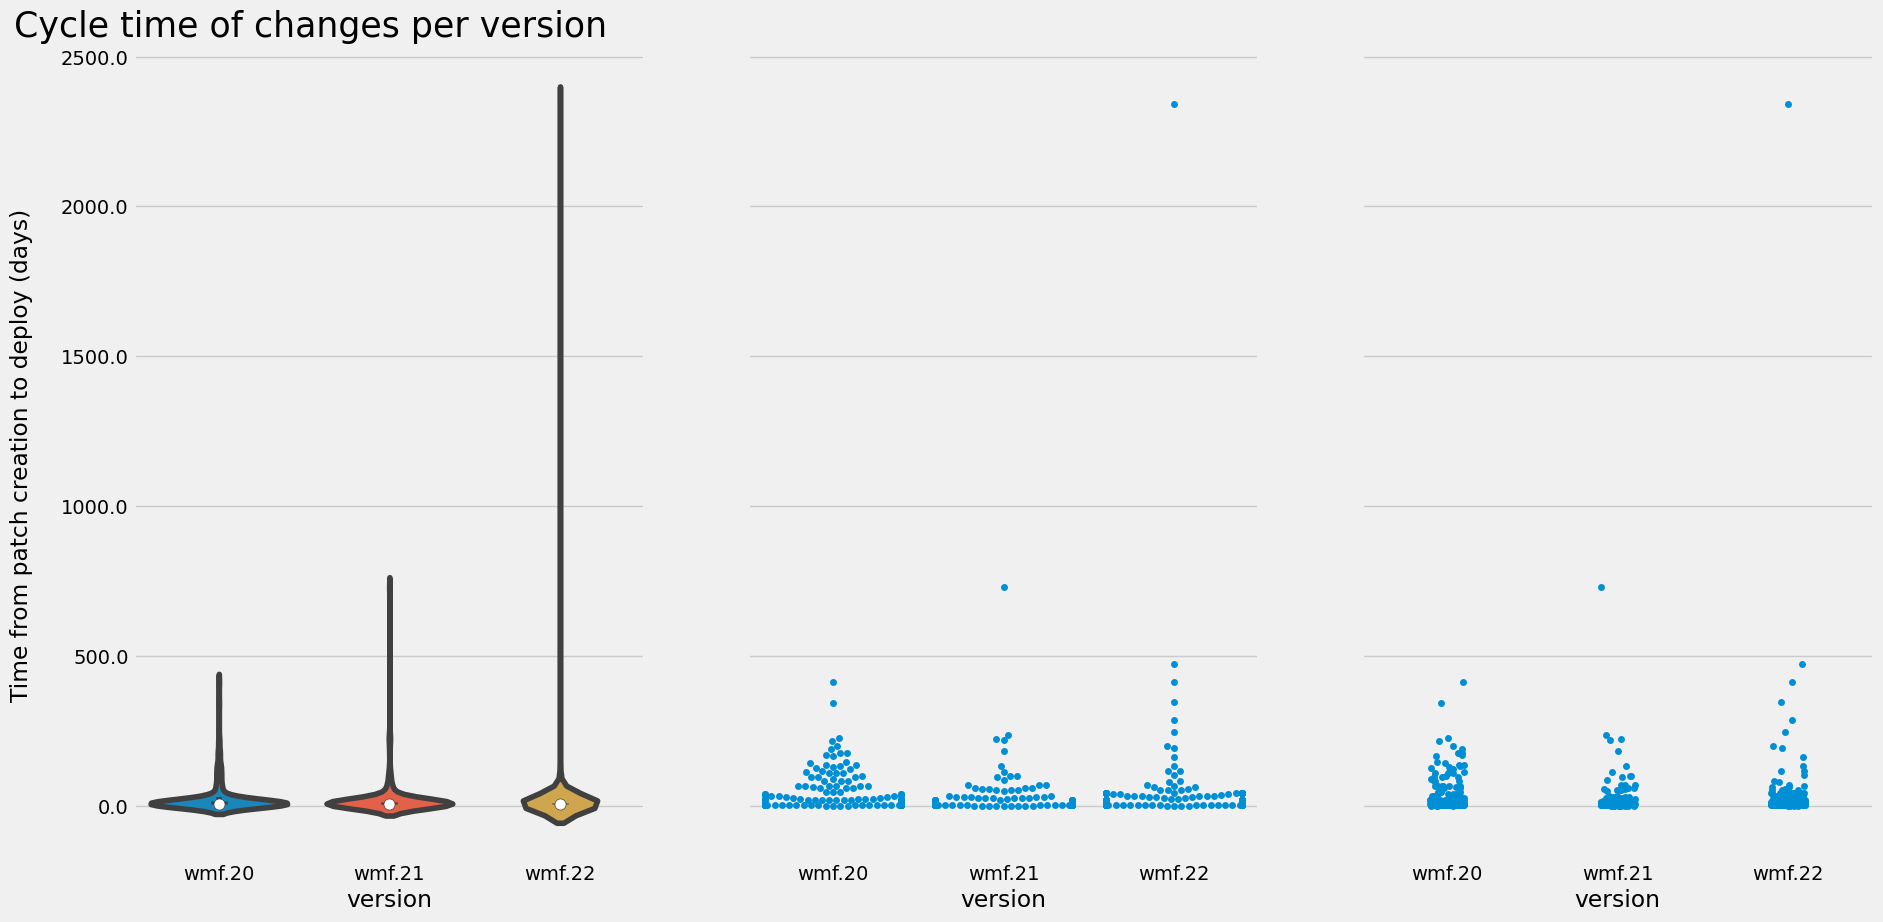 Cycle time of changes per version
Time from patch creation to deploy (days)
2500.0
2000.0
1500.0
1000.0
500.0
0.0
wmf.20 wmf.21 wmf.22
version
wmf.20 wmf.21 wmf.22
version
wmf.20 wmf.21 wmf.22
version